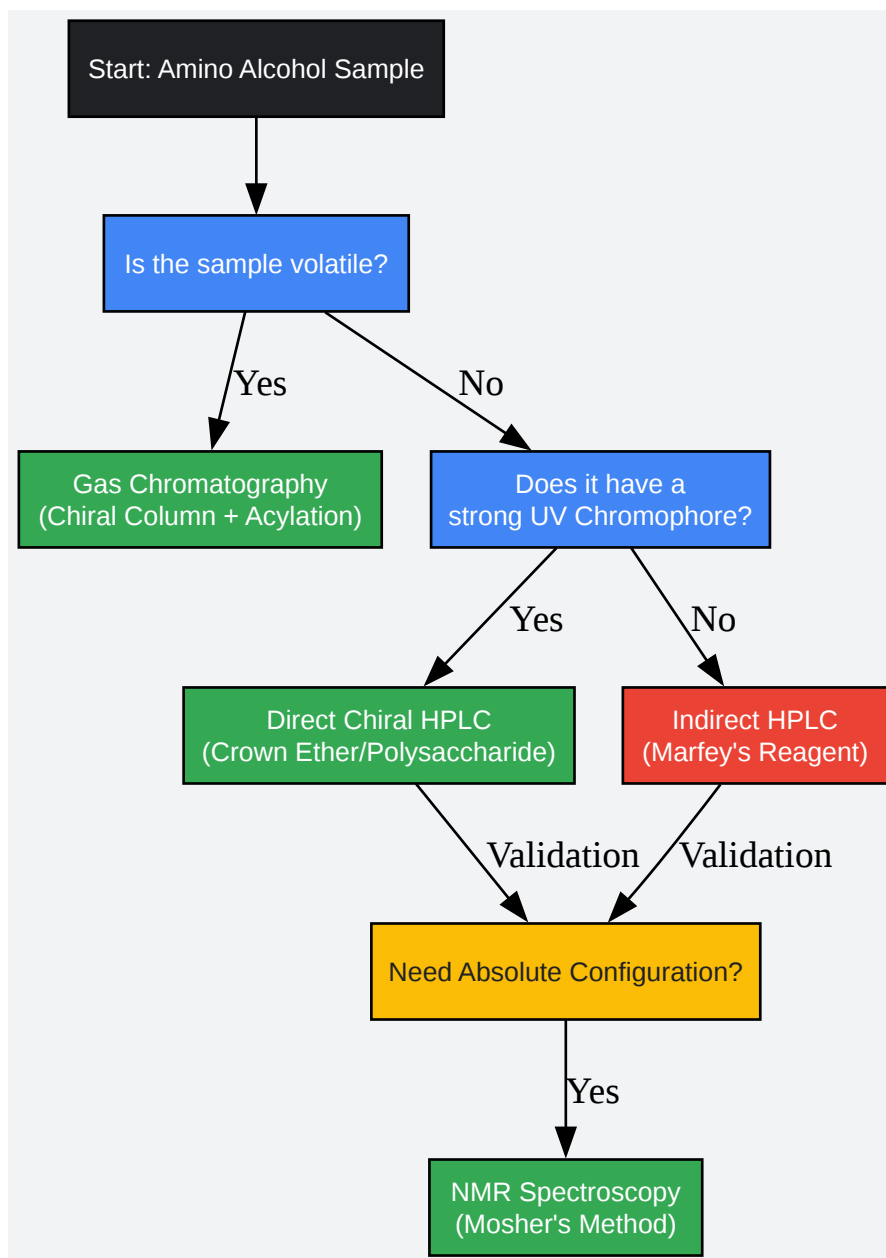 Start: Amino Alcohol Sample
Is the sample volatile?
Yes
No
Gas Chromatography
(Chiral Column + Acylation)
Does it have a
strong UV Chromophore?
Yes
No
Direct Chiral HPLC
(Crown Ether/Polysaccharide)
Indirect HPLC
(Marfey's Reagent)
Validation
Validation
Need Absolute Configuration?
Yes
NMR Spectroscopy
(Mosher's Method)